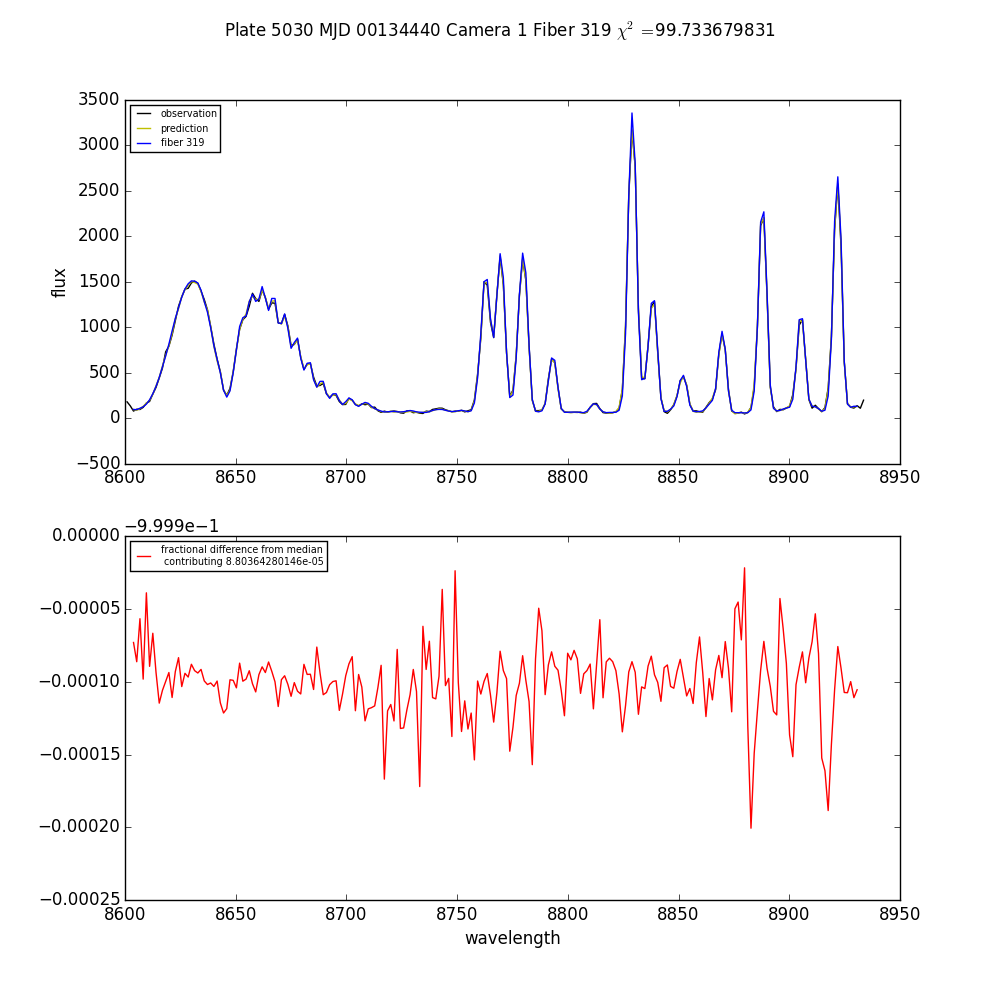 Plate 5030 MJD 00134440 Camera 1 Fiber 319 χ² =99.733679831
3500
3000
2500
2000
1500
1000
500
0
−500
flux
observation
prediction
fiber 319
8600 8650 8700 8750 8800 8850 8900 8950
−9.999e−1
0.00000
−0.00005
−0.00010
−0.00015
−0.00020
−0.00025
fractional difference from median
contributing 8.80364280146e-05
8600 8650 8700 8750 8800 8850 8900 8950
wavelength